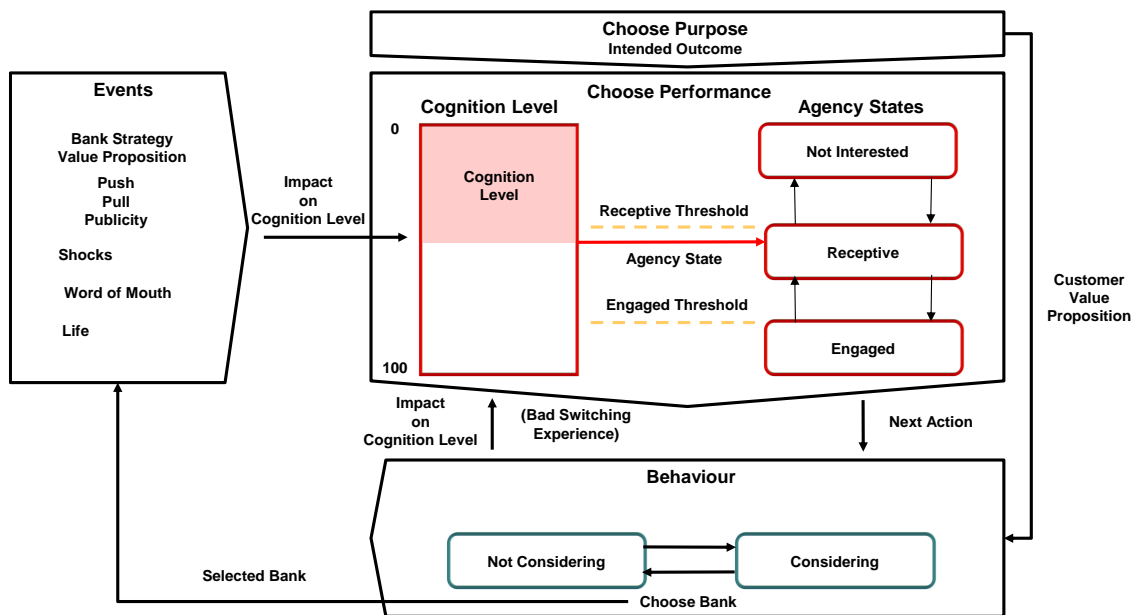 Choose Purpose
Intended Outcome
Events
Bank Strategy
Value Proposition
Push
Pull
Publicity
Shocks
Word of Mouth
Life
Impact
on
Cognition Level
Choose Performance
Cognition Level
Agency States
0
100
Cognition
Level
Receptive Threshold
Agency State
Engaged Threshold
Not Interested
Receptive
Engaged
Customer
Value
Proposition
Impact
on
Cognition Level
(Bad Switching
Experience)
Next Action
Behaviour
Not Considering
Considering
Selected Bank
Choose Bank